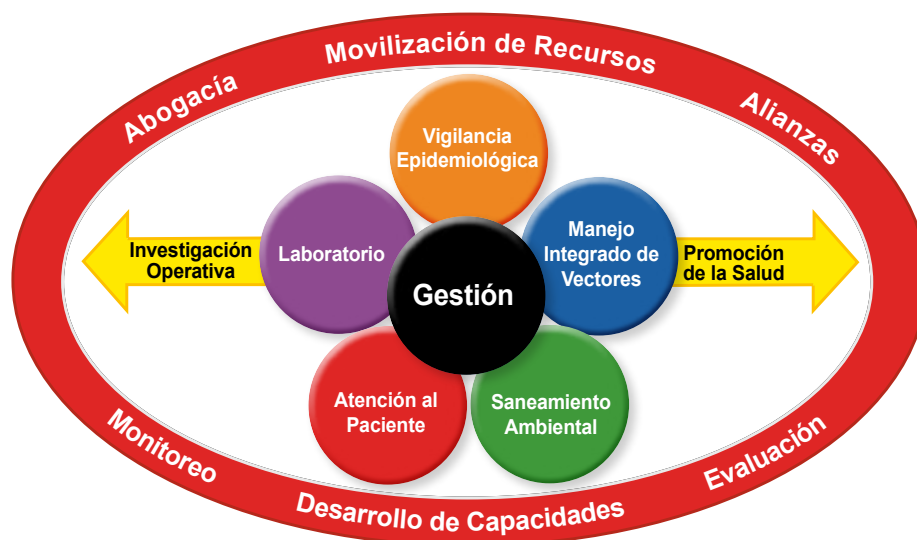 Movilización de Recursos
Abogacía
Alianzas
Vigilancia
Epidemiológica
Laboratorio
Manejo
Integrado de
Vectores
Investigación
Operativa
Promoción
de la Salud
Gestión
Atención al
Paciente
Saneamiento
Ambiental
Monitoreo
Evaluación
Desarrollo de Capacidades